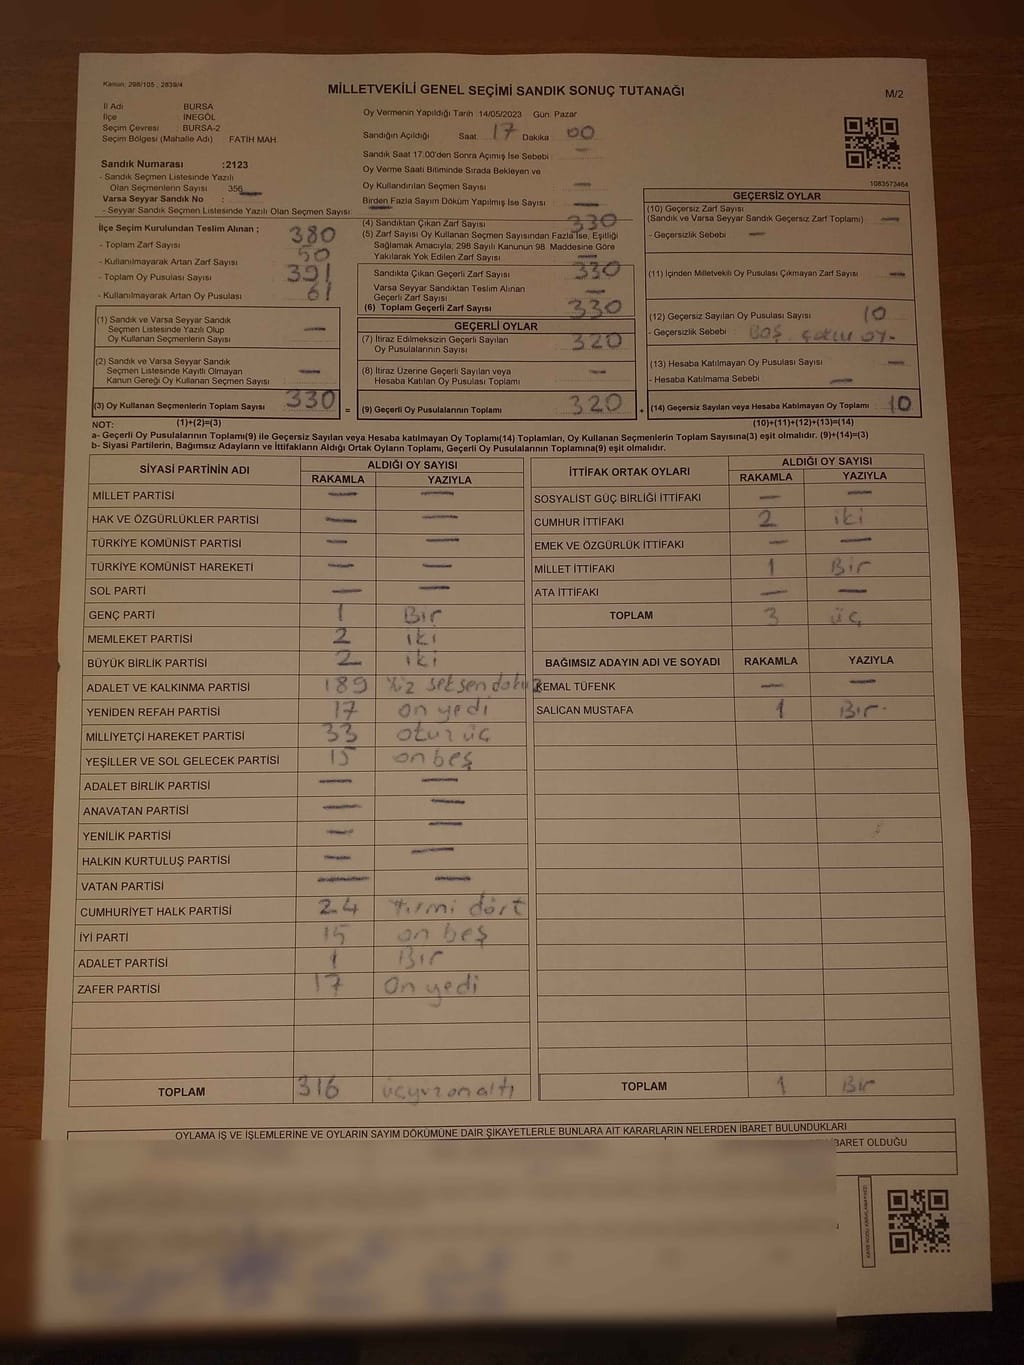 Kanun: 298/105 , 2839/4
MİLLETVEKİLİ GENEL SEÇİMİ SANDIK SONUÇ TUTANAĞI
M/2
İl Adı BURSA
İlçe İNEGÖL
Seçim Çevresi BURSA-2
Seçim Bölgesi (Mahalle Adı) FATİH MAH
Sandık Numarası :2123
- Sandık Seçmen Listesinde Yazılı
Olan Seçmenlerin Sayısı 356
Varsa Seyyar Sandık No :
- Seyyar Sandık Seçmen Listesinde Yazılı Olan Seçmen Sayısı:
Oy Vermenin Yapıldığı Tarih 14/05/2023 Gün: Pazar
Sandığın Açıldığı Saat 17 Dakika 00
Sandık Saat 17:00'den Sonra Açımış İse Sebebi —
Oy Verme Saati Bitiminde Sırada Bekleyen ve
Oy Kullandırılan Seçmen Sayısı —
Birden Fazla Sayım Döküm Yapılmış İse Sayısı —
1083573464
İlçe Seçim Kurulundan Teslim Alınan ;
- Toplam Zarf Sayısı 380
- Kullanılmayarak Artan Zarf Sayısı 50
- Toplam Oy Pusulası Sayısı 391
- Kullanılmayarak Artan Oy Pusulası 61
(1) Sandık ve Varsa Seyyar Sandık
Seçmen Listesinde Yazılı Olup
Oy Kullanan Seçmenlerin Sayısı —
(2) Sandık ve Varsa Seyyar Sandık
Seçmen Listesinde Kayıtlı Olmayan
Kanun Gereği Oy Kullanan Seçmen Sayısı —
(3) Oy Kullanan Seçmenlerin Toplam Sayısı 330
(4) Sandıktan Çıkan Zarf Sayısı 330
(5) Zarf Sayısı Oy Kullanan Seçmen Sayısından Fazla İse, Eşitliği
Sağlamak Amacıyla; 298 Sayılı Kanunun 98. Maddesine Göre
Yakılarak Yok Edilen Zarf Sayısı —
Sandıkta Çıkan Geçerli Zarf Sayısı 330
Varsa Seyyar Sandıktan Teslim Alınan
Geçerli Zarf Sayısı —
(6) Toplam Geçerli Zarf Sayısı 330
GEÇERLİ OYLAR
(7) İtiraz Edilmeksizin Geçerli Sayılan
Oy Pusulalarının Sayısı 320
(8) İtiraz Üzerine Geçerli Sayılan veya
Hesaba Katılan Oy Pusulası Toplamı —
= (9) Geçerli Oy Pusulalarının Toplamı 320
GEÇERSİZ OYLAR
(10) Geçersiz Zarf Sayısı
(Sandık ve Varsa Seyyar Sandık Geçersiz Zarf Toplamı) —
- Geçersizlik Sebebi —
(11) İçinden Milletvekili Oy Pusulası Çıkmayan Zarf Sayısı —
(12) Geçersiz Sayılan Oy Pusulası Sayısı 10
- Geçersizlik Sebebi BOŞ
(13) Hesaba Katılmayan Oy Pusulası Sayısı —
- Hesaba Katılmama Sebebi —
+ (14) Geçersiz Sayılan veya Hesaba Katılmayan Oy Toplamı 10
NOT: (1)+(2)=(3) (10)+(11)+(12)+(13)=(14)
a- Geçerli Oy Pusulalarının Toplamı(9) ile Geçersiz Sayılan veya Hesaba katılmayan Oy Toplamı(14) Toplamları, Oy Kullanan Seçmenlerin Toplam Sayısına(3) eşit olmalıdır. (9)+(14)=(3)
b- Siyasi Partilerin, Bağımsız Adayların ve İttifakların Aldığı Ortak Oyların Toplamı, Geçerli Oy Pusulalarının Toplamına(9) eşit olmalıdır.
SİYASİ PARTİNİN ADI ALDIĞI OY SAYISI
RAKAMLA YAZIYLA
MİLLET PARTİSİ — —
HAK VE ÖZGÜRLÜKLER PARTİSİ — —
TÜRKİYE KOMÜNİST PARTİSİ — —
TÜRKİYE KOMÜNİST HAREKETİ — —
SOL PARTİ — —
GENÇ PARTİ 1 Bir
MEMLEKET PARTİSİ 2 iki
BÜYÜK BİRLİK PARTİSİ 2 iki
ADALET VE KALKINMA PARTİSİ 189 Yüz seksen dokuz
YENİDEN REFAH PARTİSİ 17 on yedi
MİLLİYETÇİ HAREKET PARTİSİ 33 otuz üç
YEŞİLLER VE SOL GELECEK PARTİSİ 15 on beş
ADALET BİRLİK PARTİSİ — —
ANAVATAN PARTİSİ — —
YENİLİK PARTİSİ — —
HALKIN KURTULUŞ PARTİSİ — —
VATAN PARTİSİ — —
CUMHURİYET HALK PARTİSİ 24 Yirmi dört
İYİ PARTİ 15 on beş
ADALET PARTİSİ 1 Bir
ZAFER PARTİSİ 17 On yedi
TOPLAM 316 üçyüzonaltı
İTTİFAK ORTAK OYLARI ALDIĞI OY SAYISI
RAKAMLA YAZIYLA
SOSYALİST GÜÇ BİRLİĞİ İTTİFAKI — —
CUMHUR İTTİFAKI 2 iki
EMEK VE ÖZGÜRLÜK İTTİFAKI — —
MİLLET İTTİFAKI 1 Bir
ATA İTTİFAKI — —
TOPLAM 3 üç
BAĞIMSIZ ADAYIN ADI VE SOYADI RAKAMLA YAZIYLA
KEMAL TÜFENK — —
SALİCAN MUSTAFA 1 Bir
TOPLAM 1 Bir
OYLAMA İŞ VE İŞLEMLERİNE VE OYLARIN SAYIM DÖKÜMÜNE DAİR ŞİKAYETLERLE BUNLARA AİT KARARLARIN NELERDEN İBARET BULUNDUKLARI
İBARET OLDUĞU